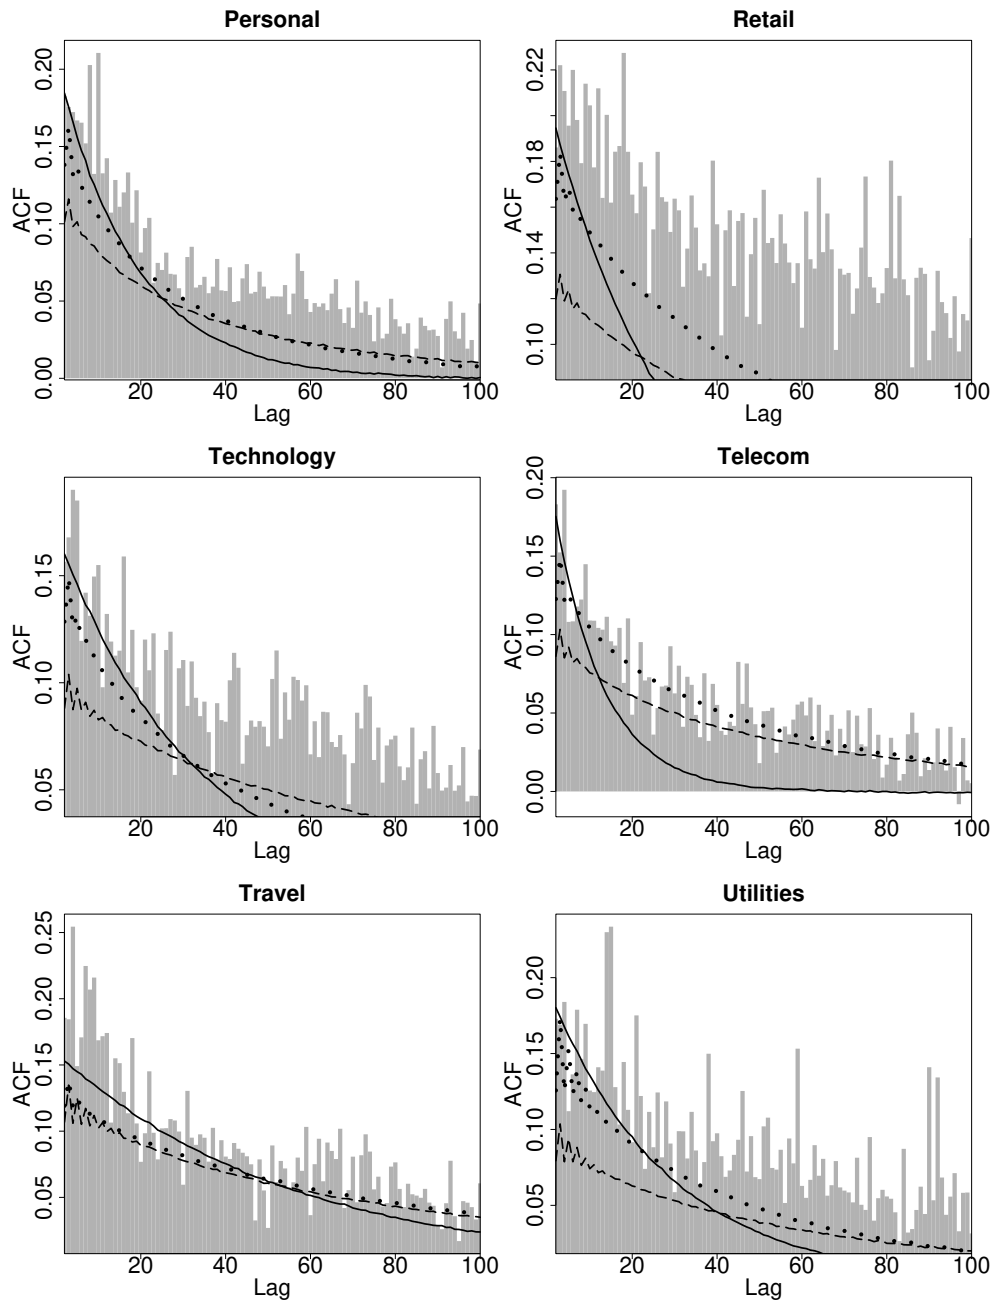 Personal
ACF
0.00 0.05 0.10 0.15 0.20
20 40 60 80 100
Lag
Retail
ACF
0.10 0.14 0.18 0.22
20 40 60 80 100
Lag
Technology
ACF
0.05 0.10 0.15
20 40 60 80 100
Lag
Telecom
ACF
0.00 0.05 0.10 0.15 0.20
20 40 60 80 100
Lag
Travel
ACF
0.05 0.10 0.15 0.20 0.25
20 40 60 80 100
Lag
Utilities
ACF
0.05 0.10 0.15 0.20
20 40 60 80 100
Lag